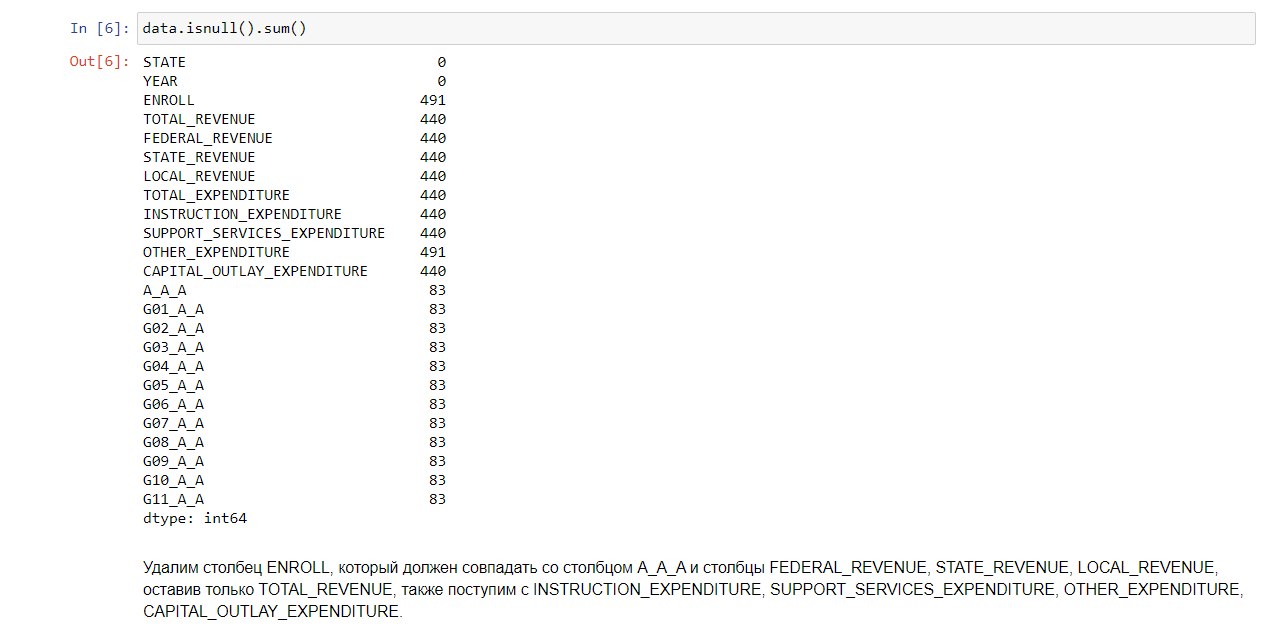 In [6]: data.isnull().sum()
Out[6]: STATE 0
YEAR 0
ENROLL 491
TOTAL_REVENUE 440
FEDERAL_REVENUE 440
STATE_REVENUE 440
LOCAL_REVENUE 440
TOTAL_EXPENDITURE 440
INSTRUCTION_EXPENDITURE 440
SUPPORT_SERVICES_EXPENDITURE 440
OTHER_EXPENDITURE 491
CAPITAL_OUTLAY_EXPENDITURE 440
A_A_A 83
G01_A_A 83
G02_A_A 83
G03_A_A 83
G04_A_A 83
G05_A_A 83
G06_A_A 83
G07_A_A 83
G08_A_A 83
G09_A_A 83
G10_A_A 83
G11_A_A 83
dtype: int64
Удалим столбец ENROLL, который должен совпадать со столбцом A_A_A и столбцы FEDERAL_REVENUE, STATE_REVENUE, LOCAL_REVENUE,
оставив только TOTAL_REVENUE, также поступим с INSTRUCTION_EXPENDITURE, SUPPORT_SERVICES_EXPENDITURE, OTHER_EXPENDITURE,
CAPITAL_OUTLAY_EXPENDITURE.